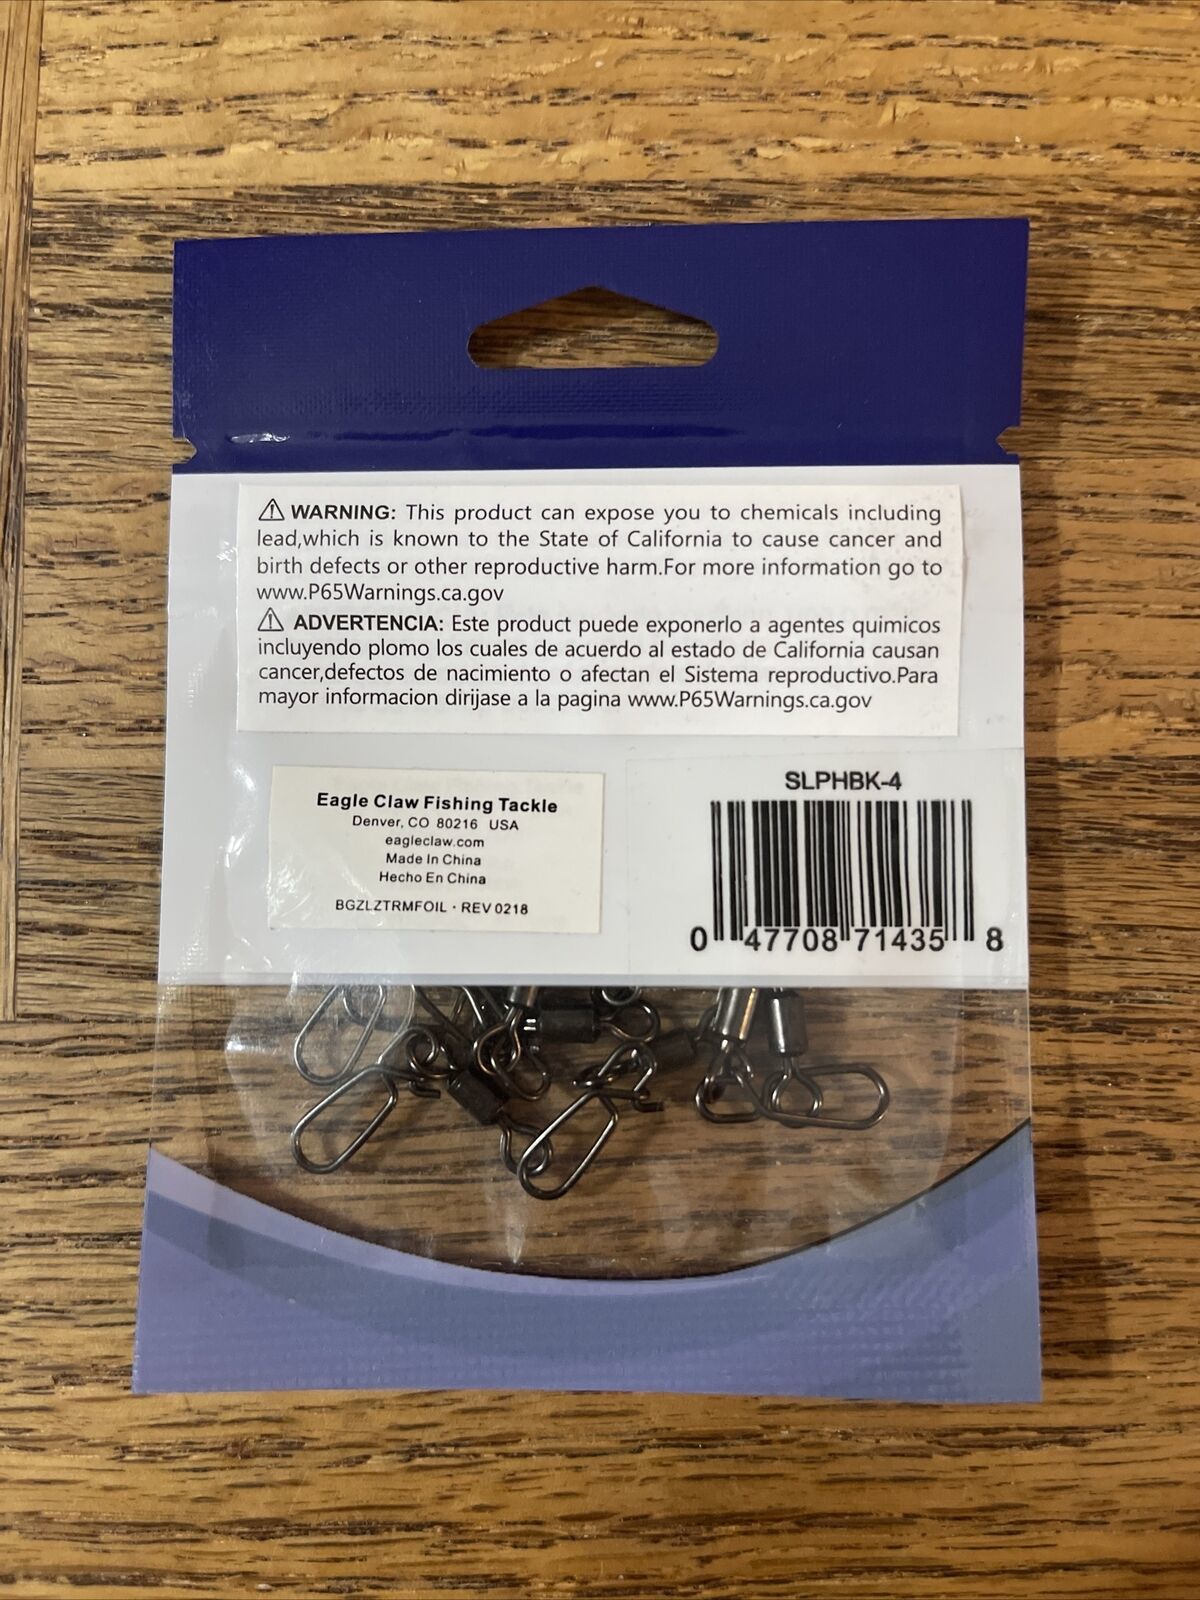 ⚠ WARNING: This product can expose you to chemicals including
lead,which is known to the State of California to cause cancer and
birth defects or other reproductive harm.For more information go to
www.P65Warnings.ca.gov
⚠ ADVERTENCIA: Este product puede exponerlo a agentes quimicos
incluyendo plomo los cuales de acuerdo al estado de California causan
cancer,defectos de nacimiento o afectan el Sistema reproductivo.Para
mayor informacion dirijase a la pagina www.P65Warnings.ca.gov
Eagle Claw Fishing Tackle
Denver, CO 80216 USA
eagleclaw.com
Made In China
Hecho En China
BGZLZTRMFOIL · REV 0218
SLPHBK-4
0 47708 71435 8